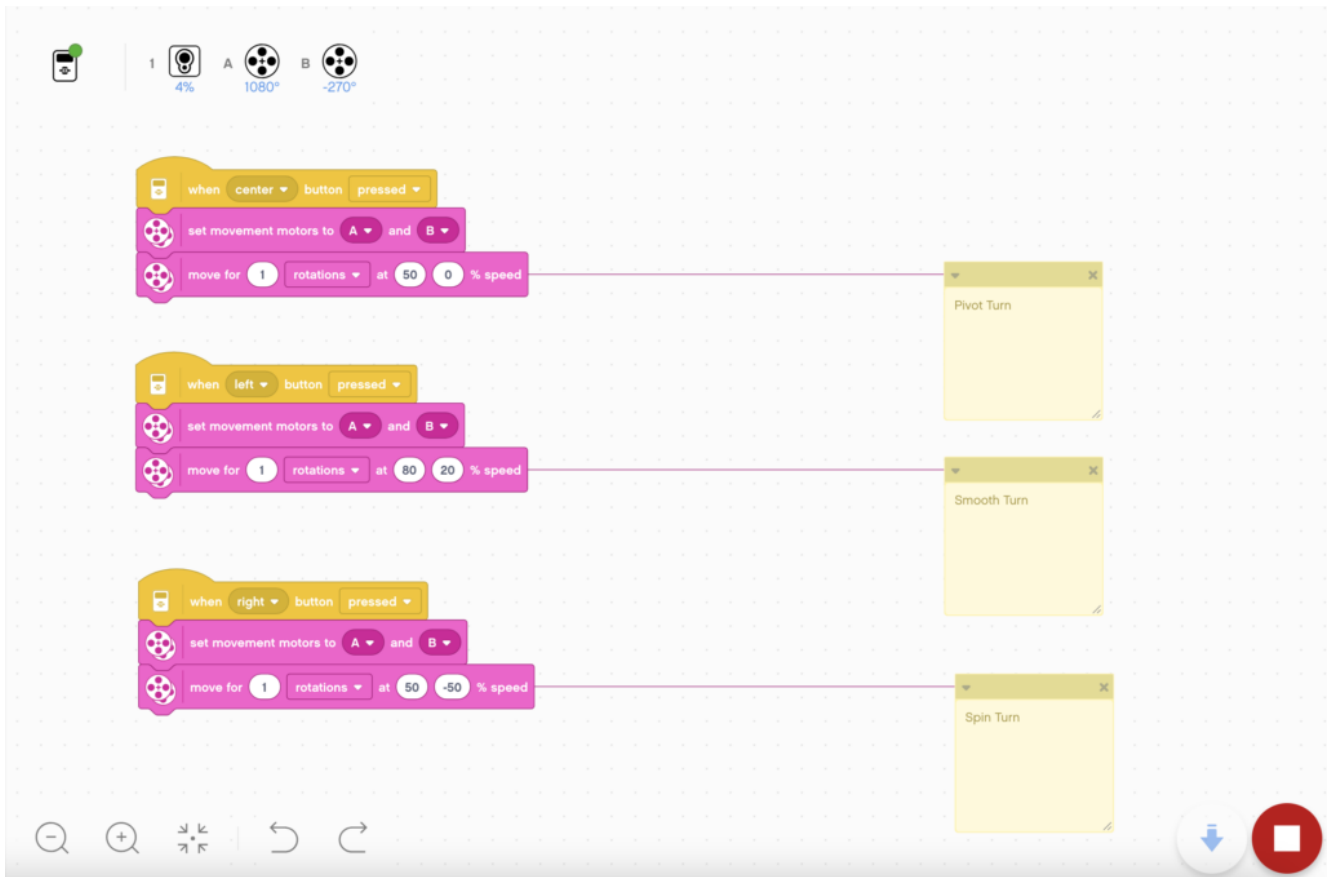 1 A B
4% 1080° -270°
when center button pressed
set movement motors to A and B
move for 1 rotations at 50 0 % speed
Pivot Turn
when left button pressed
set movement motors to A and B
move for 1 rotations at 80 20 % speed
Smooth Turn
when right button pressed
set movement motors to A and B
move for 1 rotations at 50 -50 % speed
Spin Turn